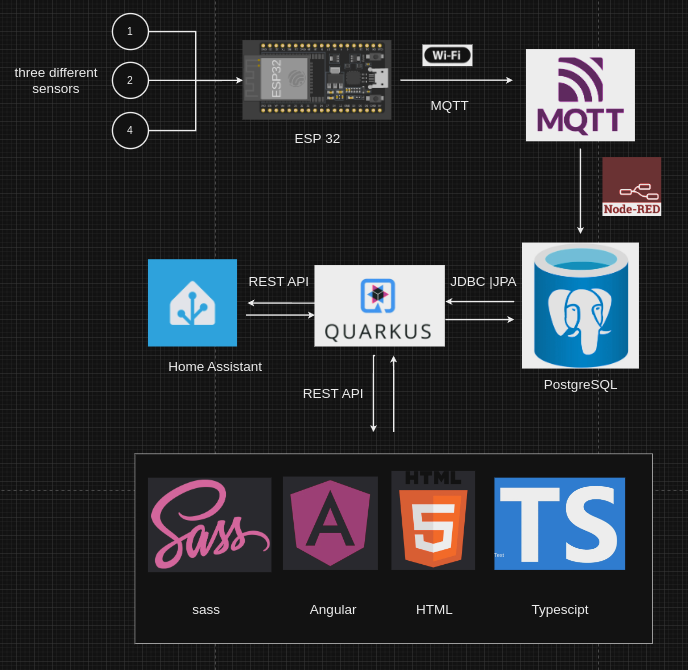 1
2
4
three different
sensors
ESP32
ESP 32
Wi-Fi
MQTT
MQTT
Node-RED
REST API
JDBC |JPA
QUARKUS
Home Assistant
PostgreSQL
REST API
Sass
HTML
TS
Text
sass
Angular
HTML
Typescipt